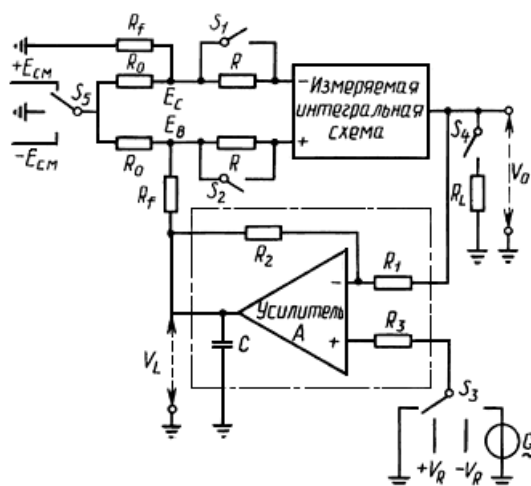 R_f
S_1
+E_см
R_0
R
S_5
E_C
E_B
-E_см
R_0
R
S_2
R_f
−
+
Измеряемая
интегральная
схема
S_4
R_L
V_0
R_2
R_1
−
Усилитель
A
+
R_3
C
V_L
S_3
+V_R
-V_R
G